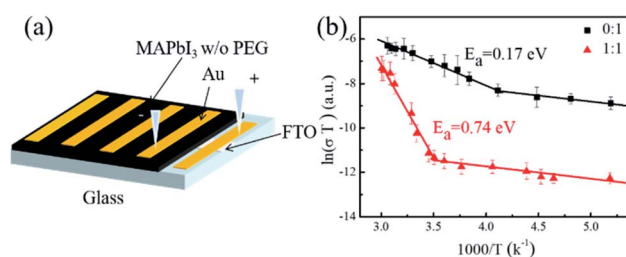 (a)
MAPbI3 w/o PEG
Au
+
-
FTO
Glass
(b)
ln(σ T ) (a.u.)
-6
-8
-10
-12
-14
0:1
1:1
Ea=0.17 eV
Ea=0.74 eV
3.0 3.5 4.0 4.5 5.0
1000/T (k-1)